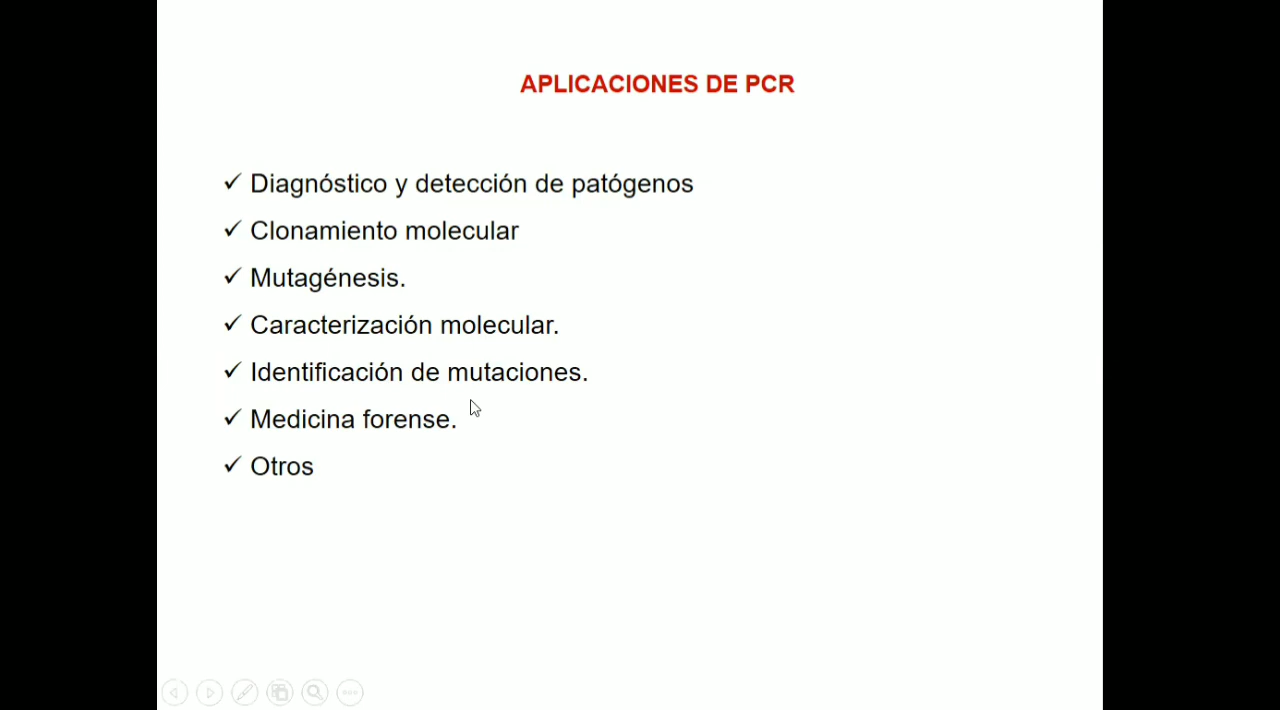 APLICACIONES DE PCR
✓ Diagnóstico y detección de patógenos
✓ Clonamiento molecular
✓ Mutagénesis.
✓ Caracterización molecular.
✓ Identificación de mutaciones.
✓ Medicina forense.
✓ Otros